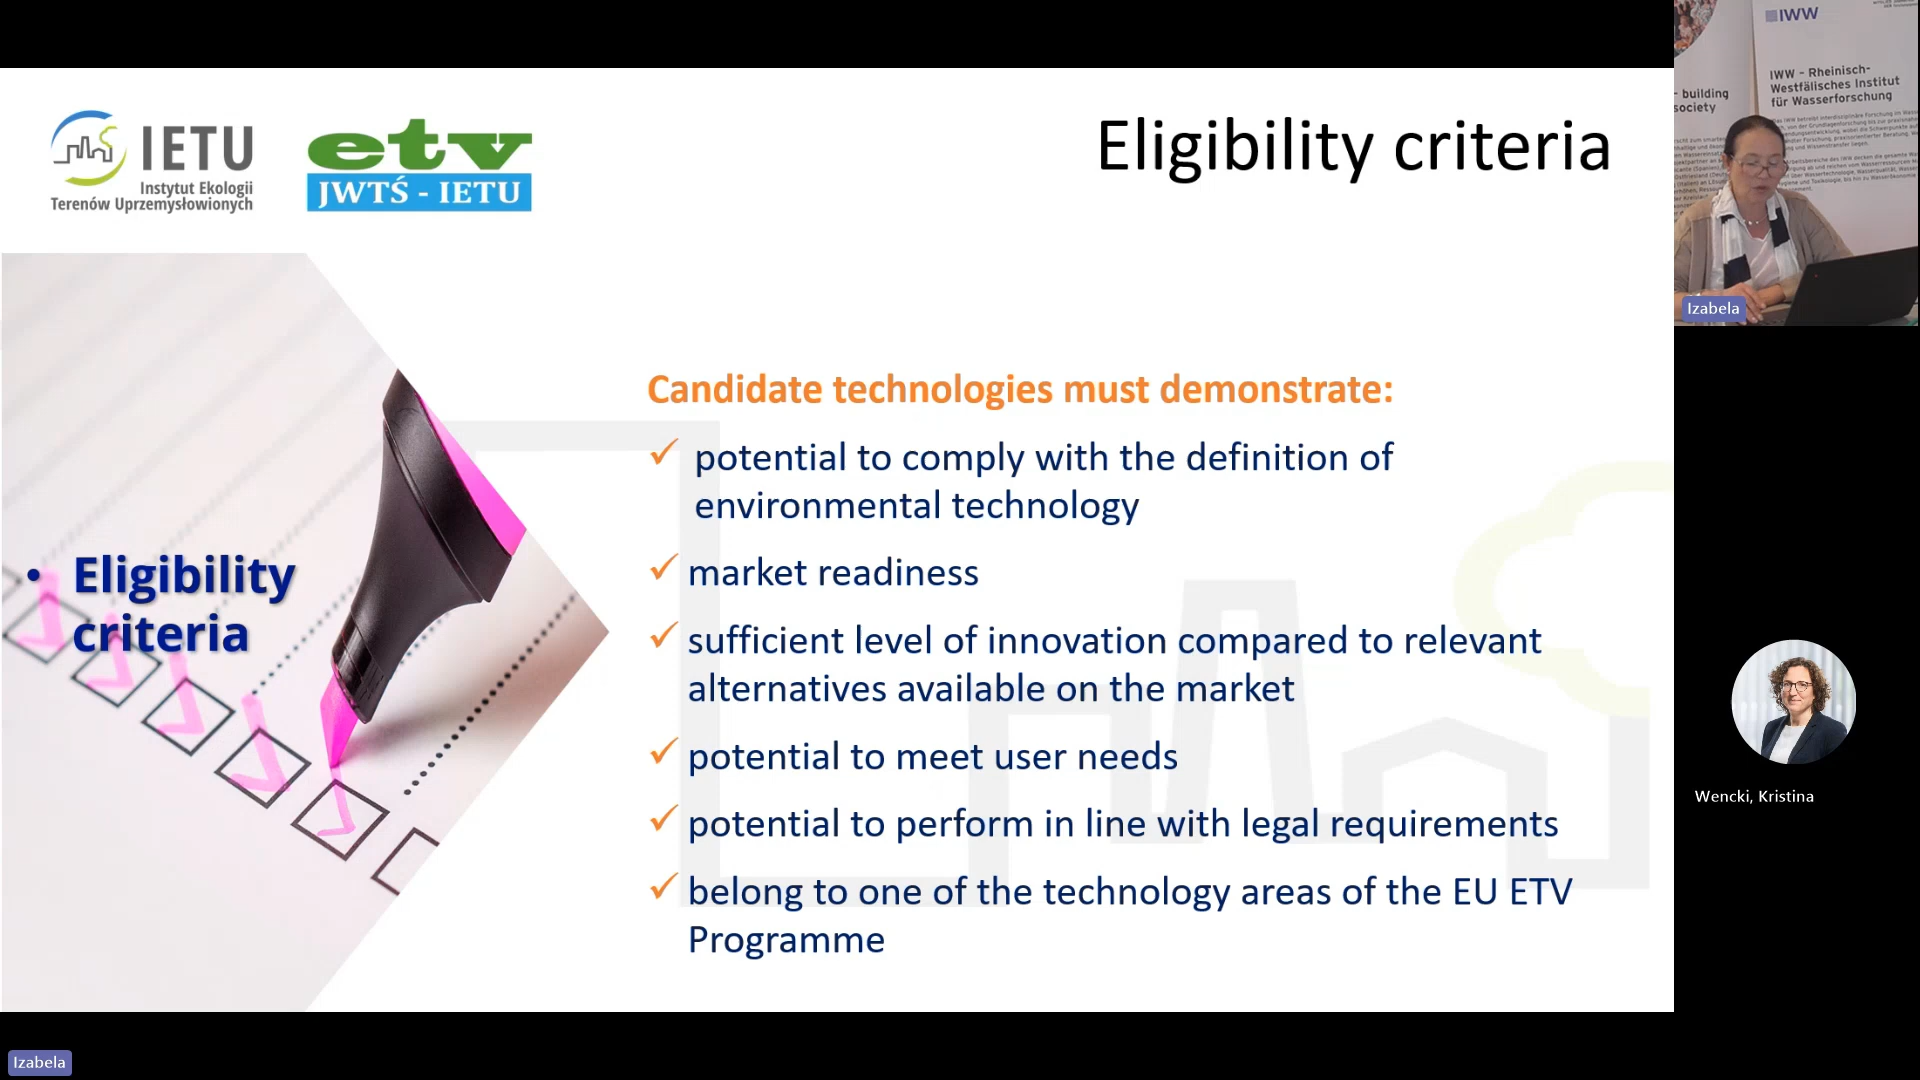 IETU
Instytut Ekologii
Terenów Uprzemysłowionych
etv
JWTŚ - IETU
Eligibility criteria
• Eligibility
criteria
Candidate technologies must demonstrate:
✓ potential to comply with the definition of
environmental technology
✓ market readiness
✓ sufficient level of innovation compared to relevant
alternatives available on the market
✓ potential to meet user needs
✓ potential to perform in line with legal requirements
✓ belong to one of the technology areas of the EU ETV
Programme
IWW
IWW - Rheinisch-
Westfälisches Institut
für Wasserforschung
building
society
Izabela
Wencki, Kristina
Izabela